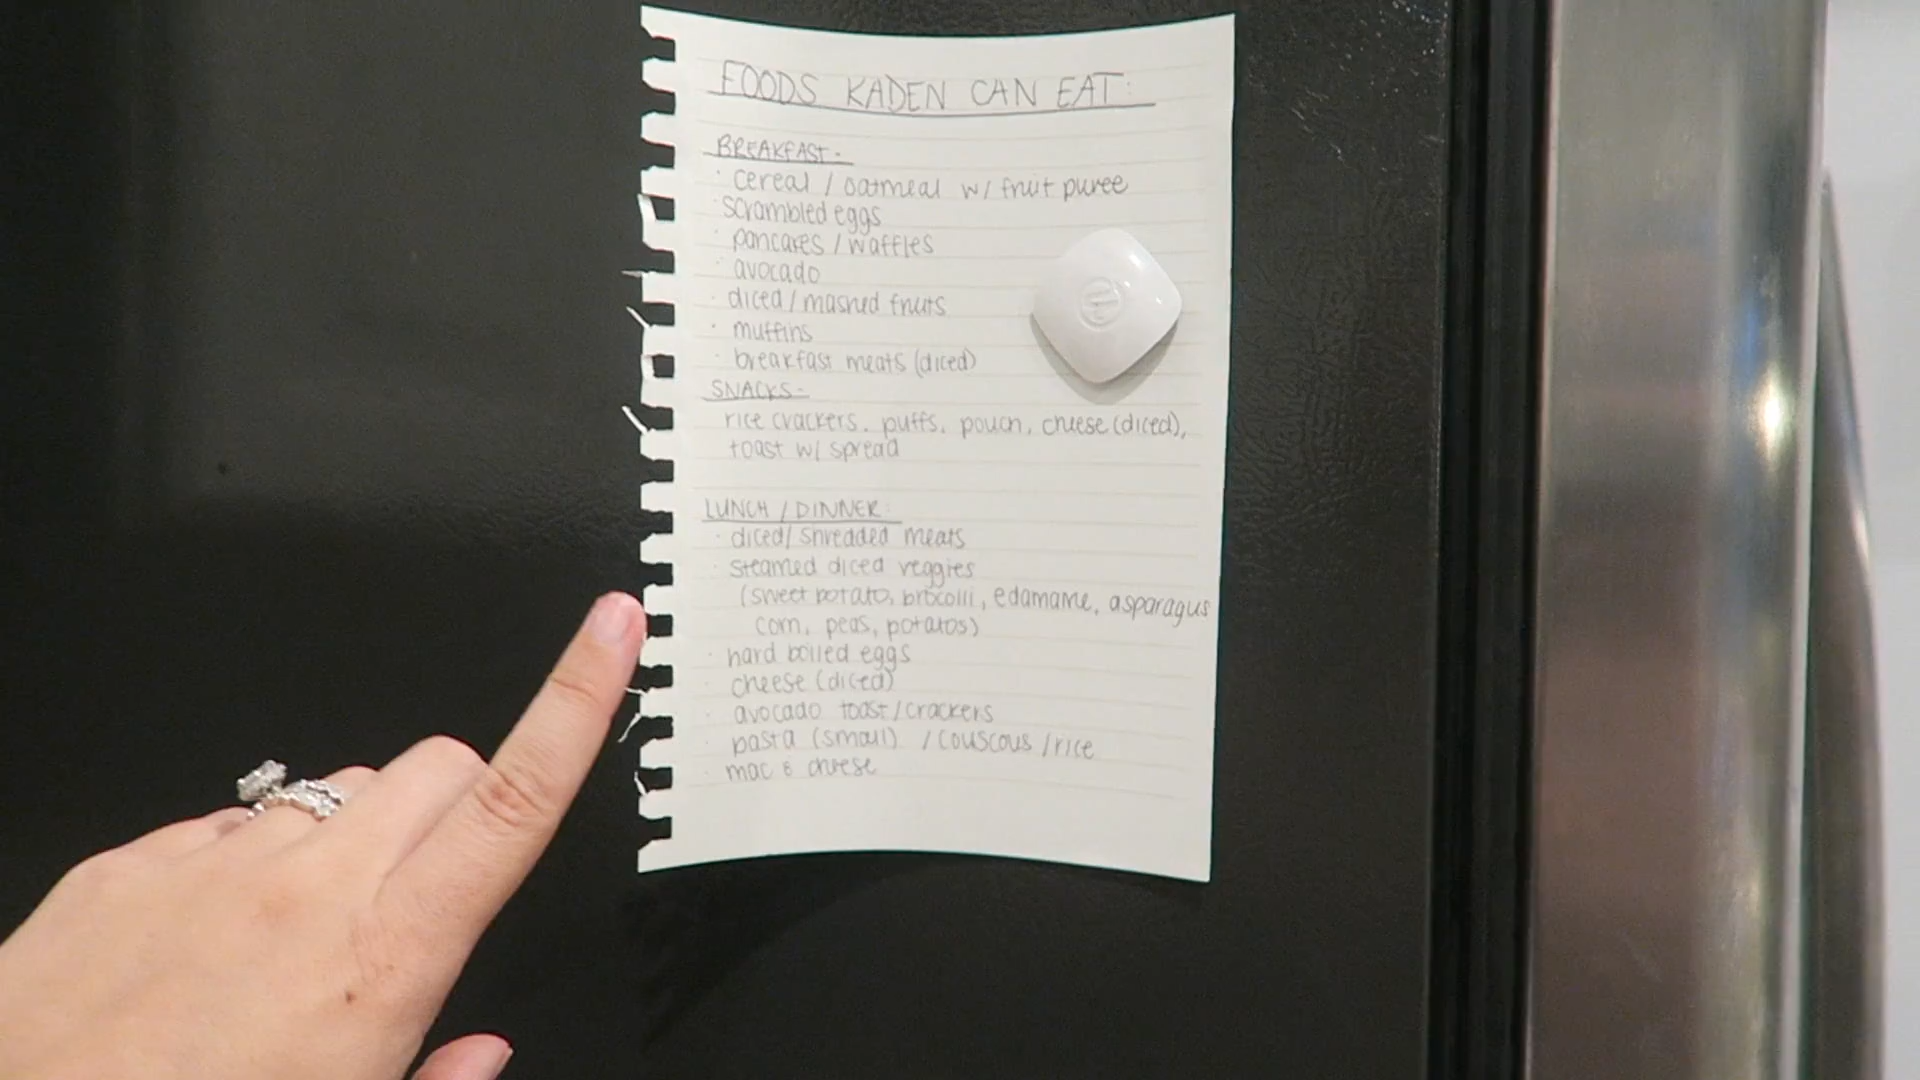 FOODS KADEN CAN EAT:
BREAKFAST-
· cereal / oatmeal w/ fruit puree
· scrambled eggs
· pancakes / waffles
· avocado
· diced / mashed fruits
· muffins
· breakfast meats (diced)
SNACKS-
rice crackers, puffs, pouch, cheese (diced),
toast w/ spread
LUNCH / DINNER:
· diced / shredded meats
· steamed diced veggies
(sweet potato, brocolli, edamame, asparagus
corn, peas, potatos)
· hard boiled eggs
· cheese (diced)
· avocado toast / crackers
· pasta (small) / couscous / rice
· mac & cheese